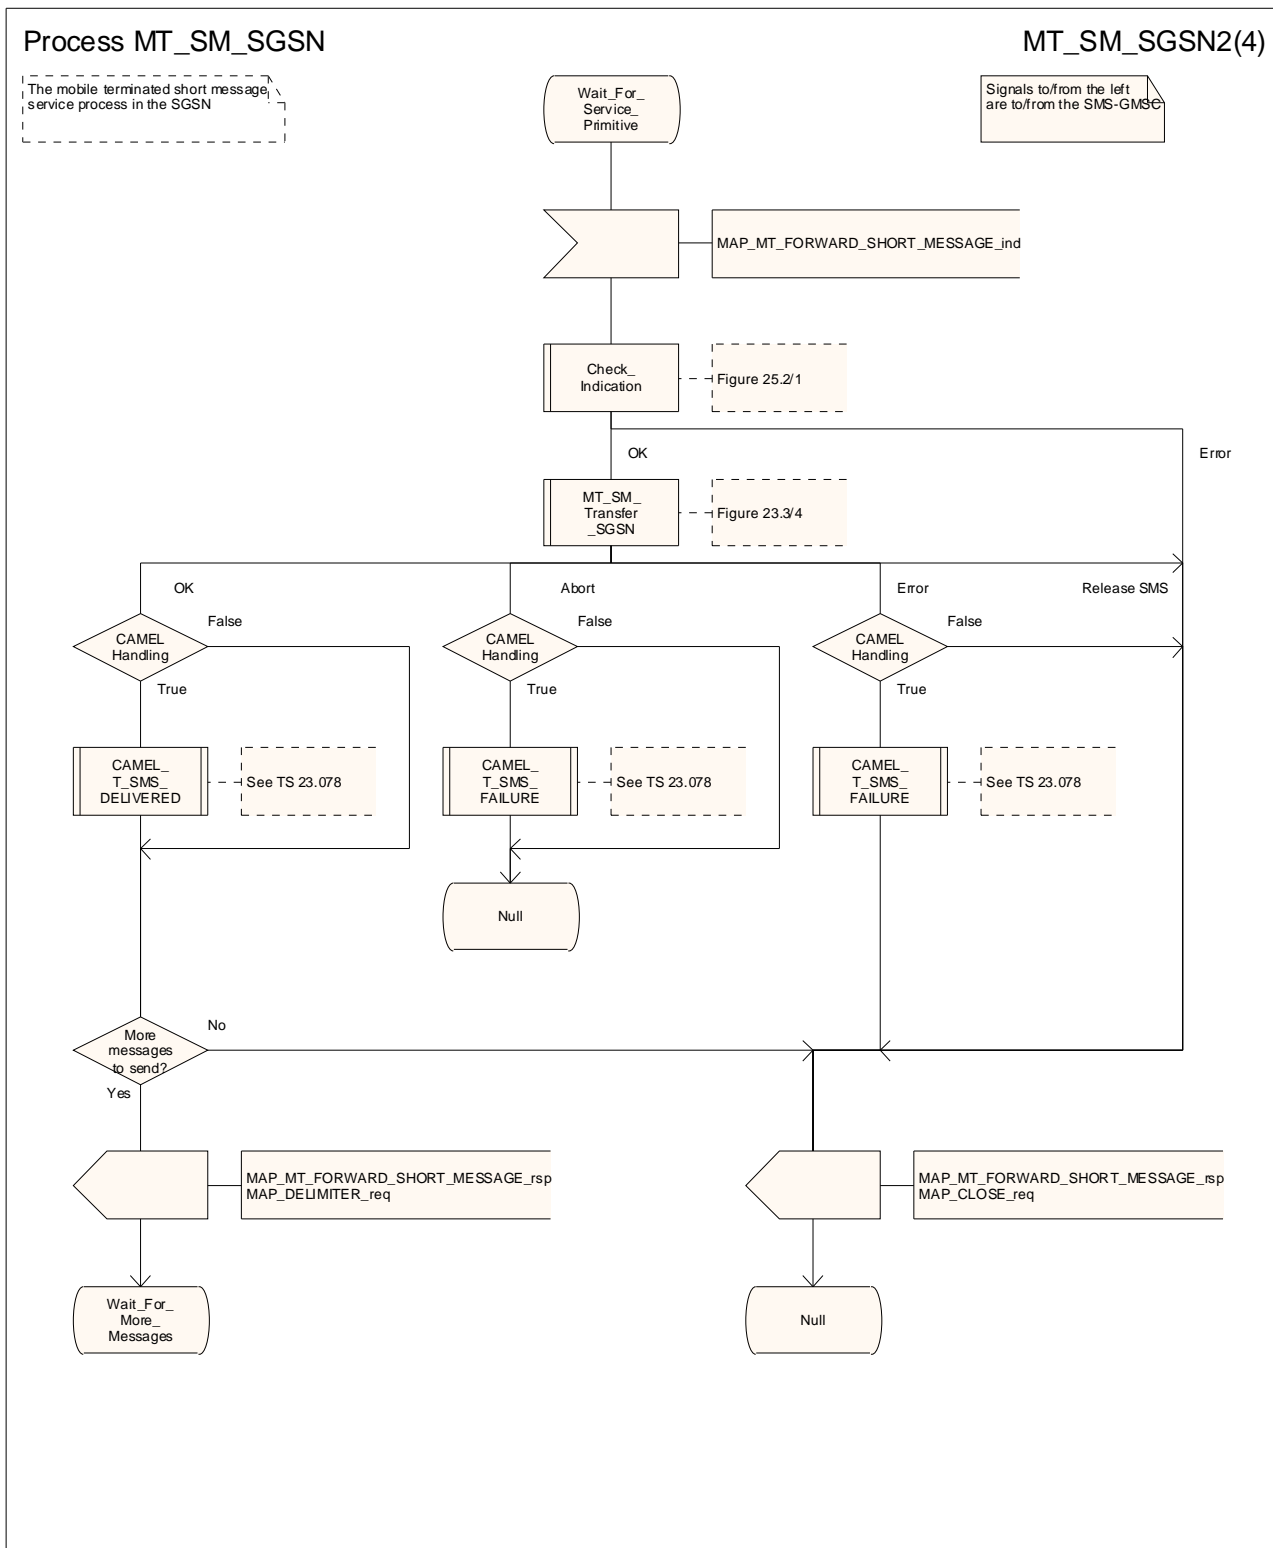 Process MT_SM_SGSN
MT_SM_SGSN2(4)
The mobile terminated short message
service process in the SGSN
Wait_For_
Service_
Primitive
Signals to/from the left
are to/from the SMS-GMSC
MAP_MT_FORWARD_SHORT_MESSAGE_ind
Check_
Indication
Figure 25.2/1
OK
Error
MT_SM_
Transfer
_SGSN
Figure 23.3/4
OK
Abort
Error
Release SMS
CAMEL
Handling
False
True
CAMEL
Handling
False
True
CAMEL
Handling
False
True
CAMEL_
T_SMS_
DELIVERED
See TS 23.078
CAMEL_
T_SMS_
FAILURE
See TS 23.078
CAMEL_
T_SMS_
FAILURE
See TS 23.078
Null
More
messages
to send?
No
Yes
MAP_MT_FORWARD_SHORT_MESSAGE_rsp
MAP_DELIMITER_req
MAP_MT_FORWARD_SHORT_MESSAGE_rsp
MAP_CLOSE_req
Wait_For_
More_
Messages
Null